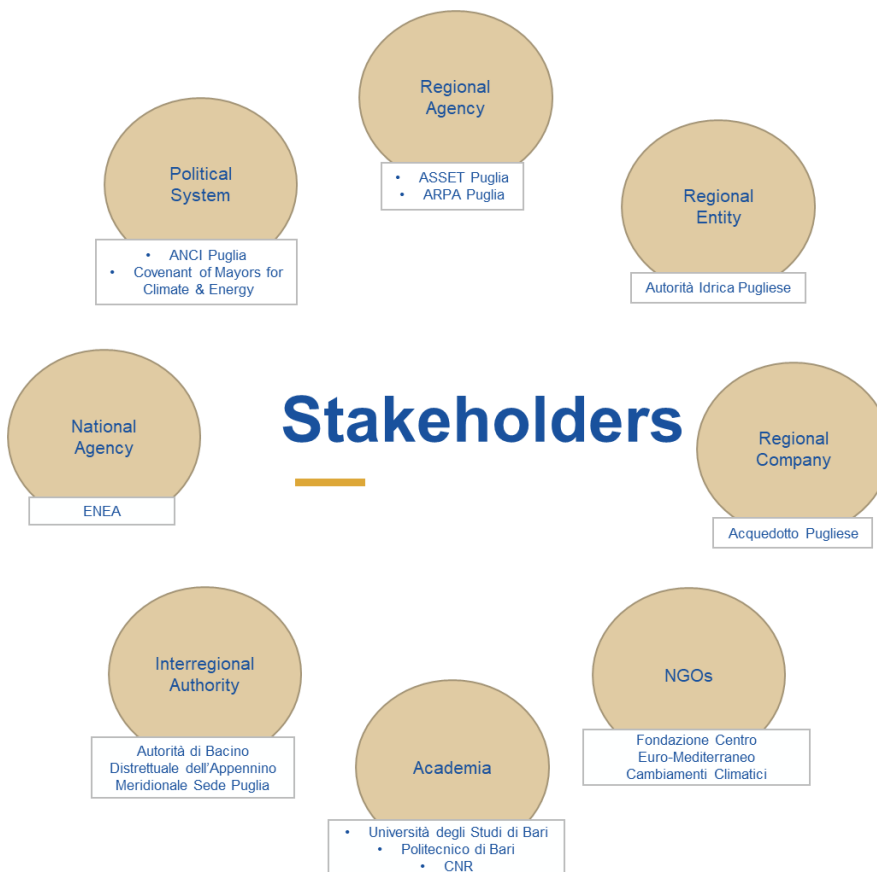 Regional
Agency
• ASSET Puglia
• ARPA Puglia
Political
System
• ANCI Puglia
• Covenant of Mayors for
Climate & Energy
Regional
Entity
Autorità Idrica Pugliese
Stakeholders
National
Agency
ENEA
Regional
Company
Acquedotto Pugliese
Interregional
Authority
Autorità di Bacino
Distrettuale dell’Appennino
Meridionale Sede Puglia
Academia
• Università degli Studi di Bari
• Politecnico di Bari
• CNR
NGOs
Fondazione Centro
Euro-Mediterraneo
Cambiamenti Climatici